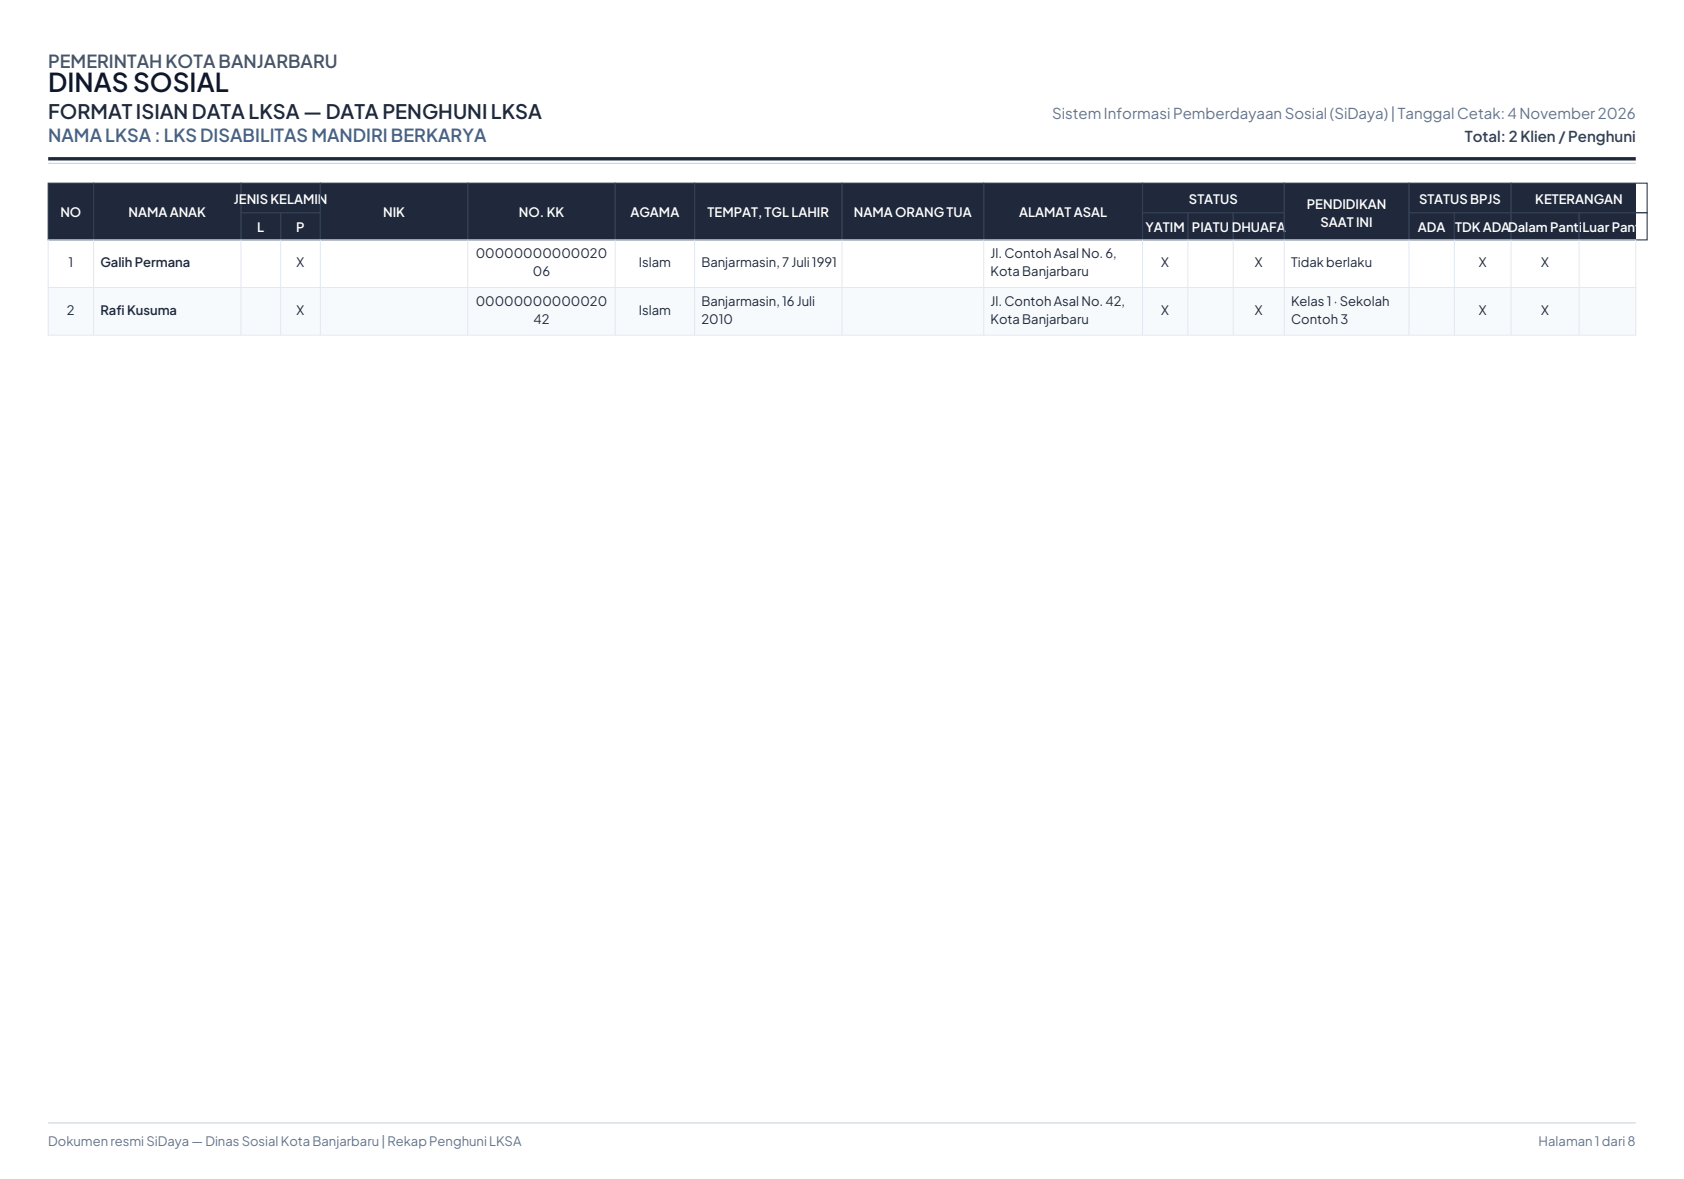 PEMERINTAH KOTA BANJARBARU
DINAS SOSIAL
FORMAT ISIAN DATA LKSA — DATA PENGHUNI LKSA
NAMA LKSA : LKS DISABILITAS MANDIRI BERKARYA
Sistem Informasi Pemberdayaan Sosial (SiDaya) | Tanggal Cetak: 4 November 2026
Total: 2 Klien / Penghuni
NO NAMA ANAK JENIS KELAMIN NIK NO. KK AGAMA TEMPAT, TGL LAHIR NAMA ORANG TUA ALAMAT ASAL STATUS PENDIDIKAN SAAT INI STATUS BPJS KETERANGAN
L P YATIM PIATU DHUAFA ADA TDK ADA Dalam Panti Luar Pan
1 Galih Permana X 00000000000020 Islam Banjarmasin, 7 Juli 1991 Jl. Contoh Asal No. 6, X X Tidak berlaku X X
06 Kota Banjarbaru
2 Rafi Kusuma X 00000000000020 Islam Banjarmasin, 16 Juli Jl. Contoh Asal No. 42, X X Kelas 1 · Sekolah X X
42 2010 Kota Banjarbaru Contoh 3
Dokumen resmi SiDaya — Dinas Sosial Kota Banjarbaru | Rekap Penghuni LKSA
Halaman 1 dari 8